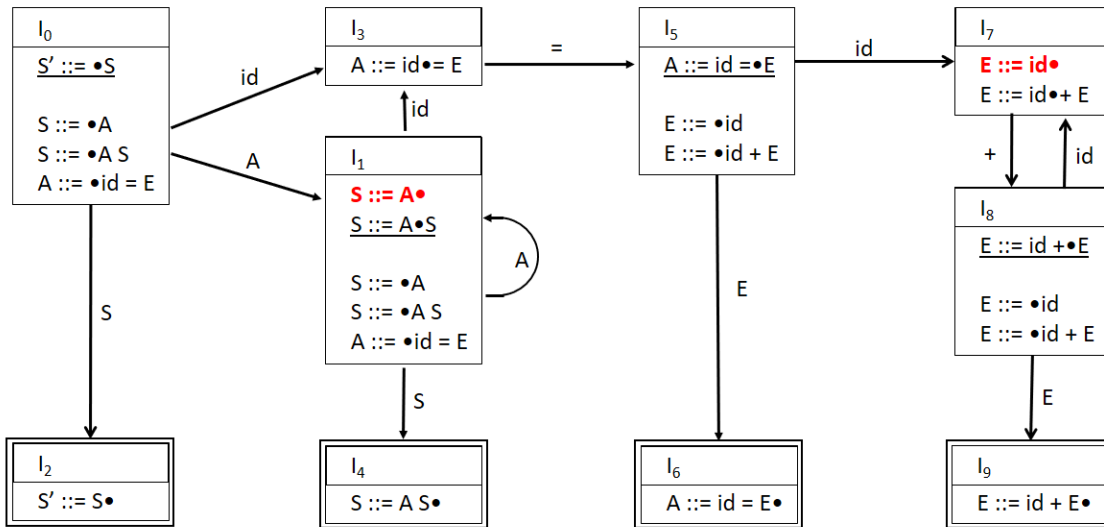 I₀
S' ::= •S
S ::= •A
S ::= •A S
A ::= •id = E
id
A
S
I₃
A ::= id•= E
id
I₁
S ::= A•
S ::= A•S
S ::= •A
S ::= •A S
A ::= •id = E
A
S
=
I₅
A ::= id =•E
E ::= •id
E ::= •id + E
id
E
I₇
E ::= id•
E ::= id•+ E
+
id
I₈
E ::= id +•E
E ::= •id
E ::= •id + E
E
I₂
S' ::= S•
I₄
S ::= A S•
I₆
A ::= id = E•
I₉
E ::= id + E•